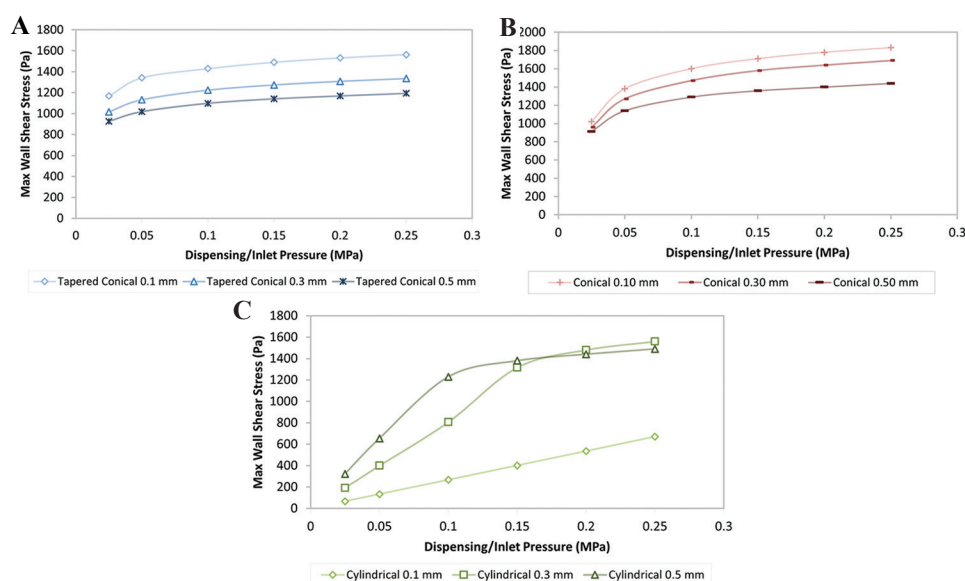 A
Max Wall Shear Stress (Pa)
1800
1600
1400
1200
1000
800
600
400
200
0
0 0.05 0.1 0.15 0.2 0.25 0.3
Dispensing/Inlet Pressure (MPa)
Tapered Conical 0.1 mm Tapered Conical 0.3 mm Tapered Conical 0.5 mm
B
Max Wall Shear Stress (Pa)
2000
1800
1600
1400
1200
1000
800
600
400
200
0
0 0.05 0.1 0.15 0.2 0.25 0.3
Dispensing/Inlet Pressure (MPa)
Conical 0.10 mm Conical 0.30 mm Conical 0.50 mm
C
Max Wall Shear Stress (Pa)
1800
1600
1400
1200
1000
800
600
400
200
0
0 0.05 0.1 0.15 0.2 0.25 0.3
Dispensing/Inlet Pressure (MPa)
Cylindrical 0.1 mm Cylindrical 0.3 mm Cylindrical 0.5 mm